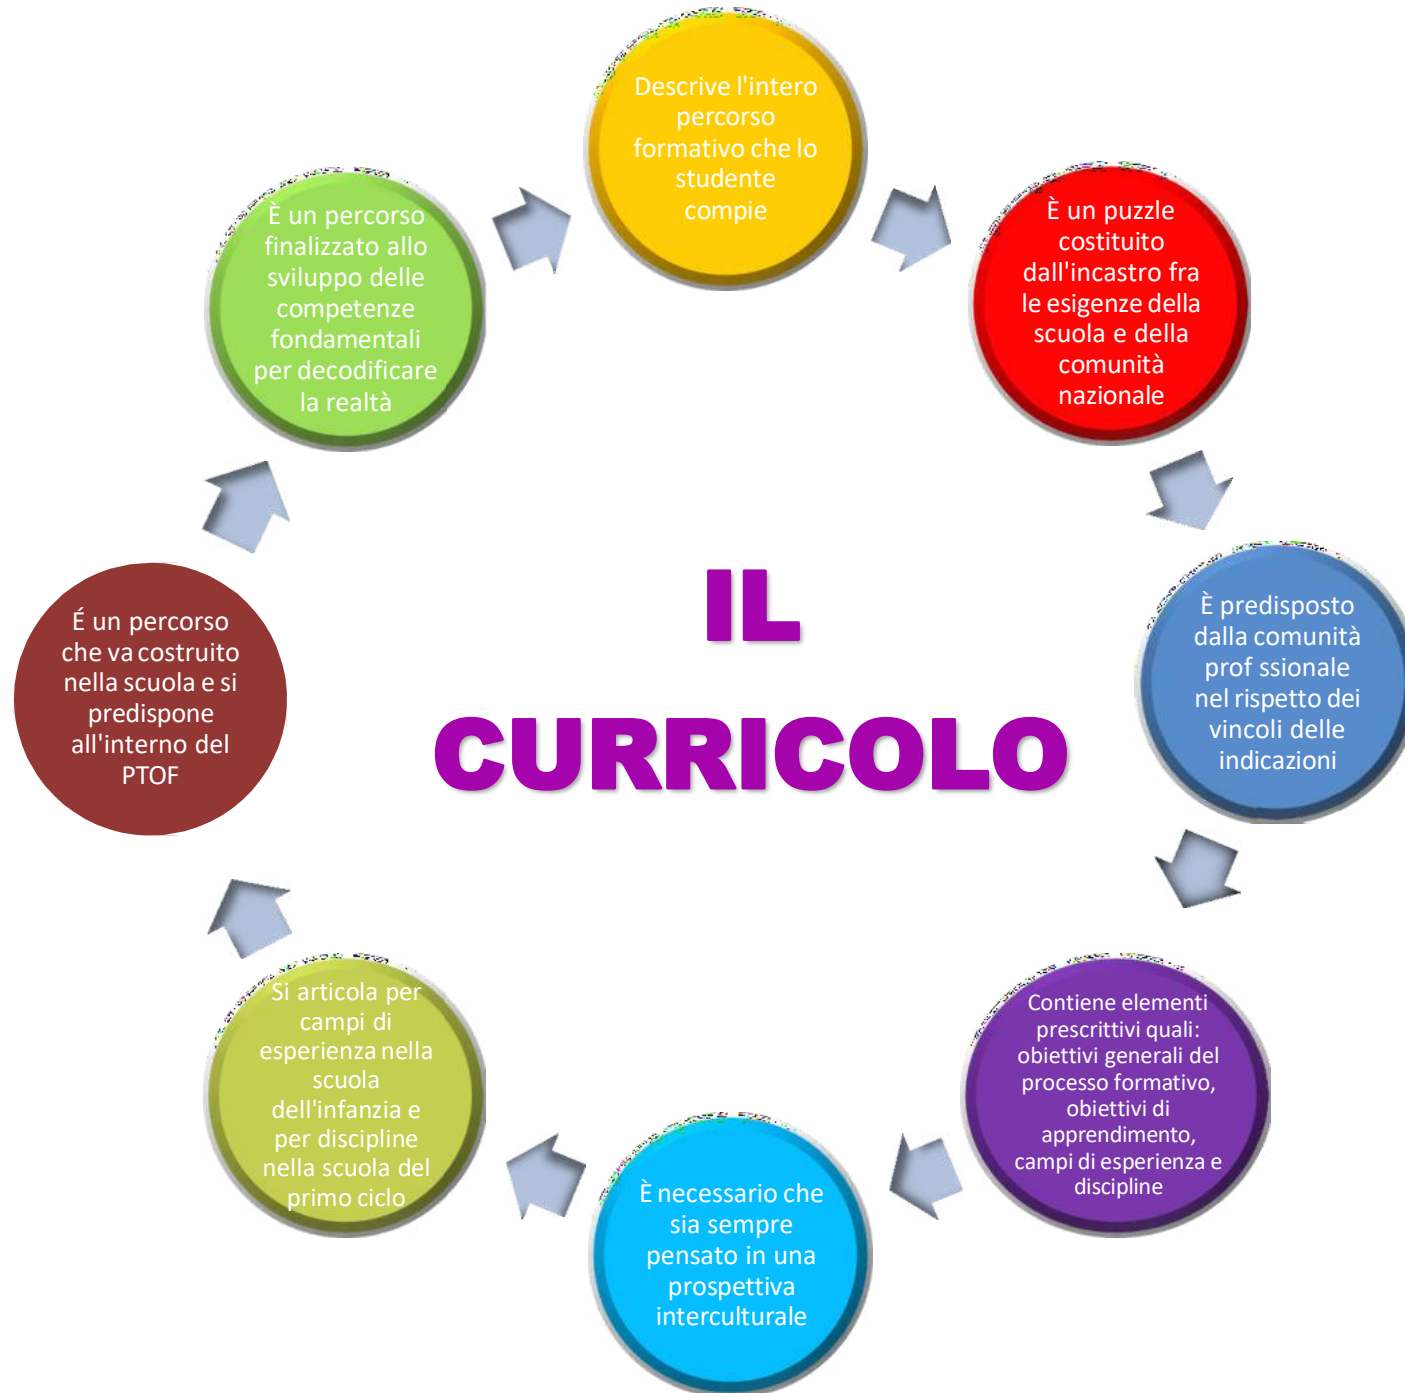 Descrive l'intero
percorso
formativo che lo
studente
compie
È un puzzle
costituito
dall'incastro fra
le esigenze della
scuola e della
comunità
nazionale
È predisposto
dalla comunità
prof ssionale
nel rispetto dei
vincoli delle
indicazioni
Contiene elementi
prescrittivi quali:
obiettivi generali del
processo formativo,
obiettivi di
apprendimento,
campi di esperienza e
discipline
È necessario che
sia sempre
pensato in una
prospettiva
interculturale
Si articola per
campi di
esperienza nella
scuola
dell'infanzia e
per discipline
nella scuola del
primo ciclo
É un percorso
che va costruito
nella scuola e si
predispone
all'interno del
PTOF
È un percorso
finalizzato allo
sviluppo delle
competenze
fondamentali
per decodificare
la realtà
IL
CURRICOLO